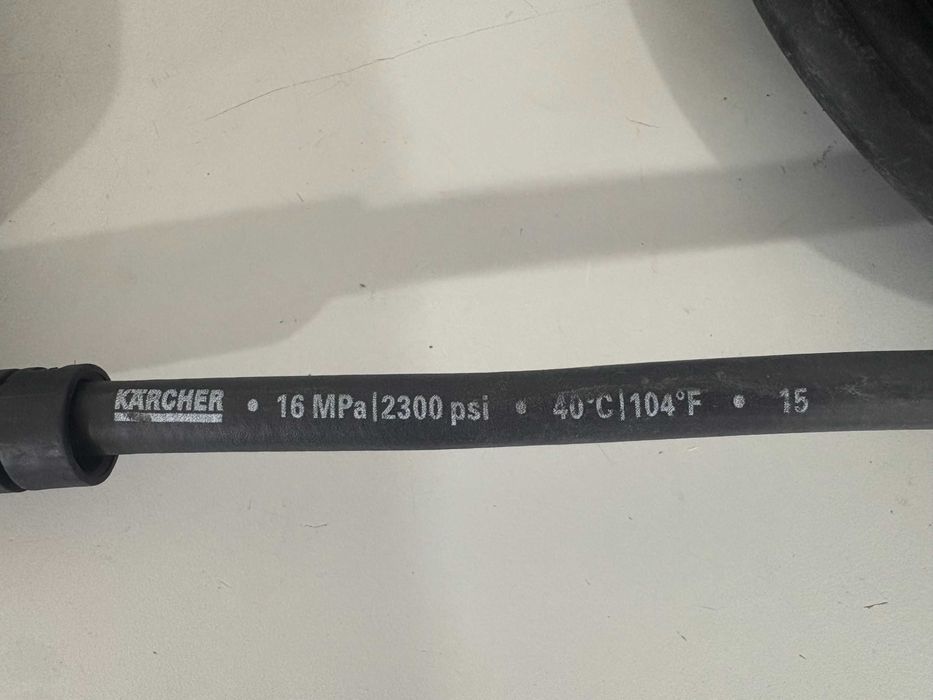 KÄRCHER • 16 MPa|2300 psi • 40°C|104°F • 15